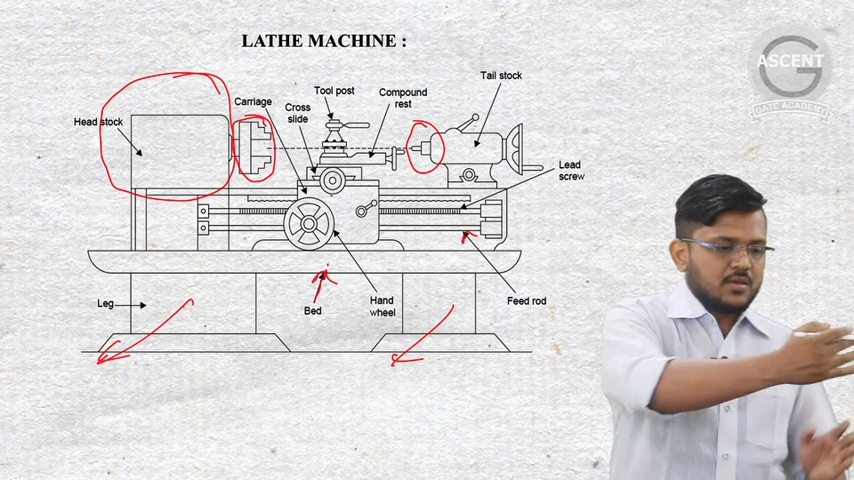 LATHE MACHINE :
ASCENT
GATE ACADEMY
Tail stock
Tool post
Compound
rest
Carriage
Cross
slide
Head stock
Lead
screw
Leg
Bed
Hand
wheel
Feed rod